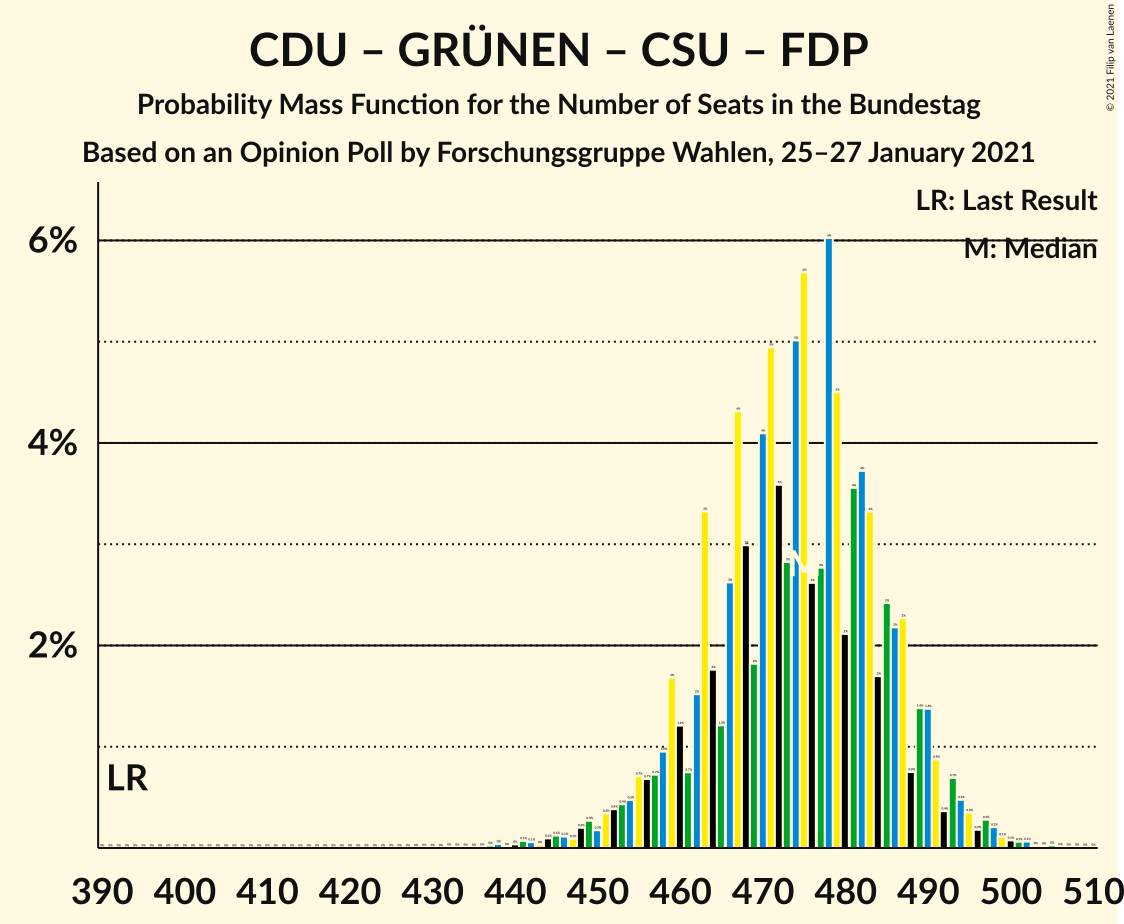 CDU – GRÜNEN – CSU – FDP
Probability Mass Function for the Number of Seats in the Bundestag
Based on an Opinion Poll by Forschungsgruppe Wahlen, 25–27 January 2021
© 2021 Filip van Laenen
LR: Last Result
M: Median
6%
4%
2%
LR
M
390 400 410 420 430 440 450 460 470 480 490 500 510